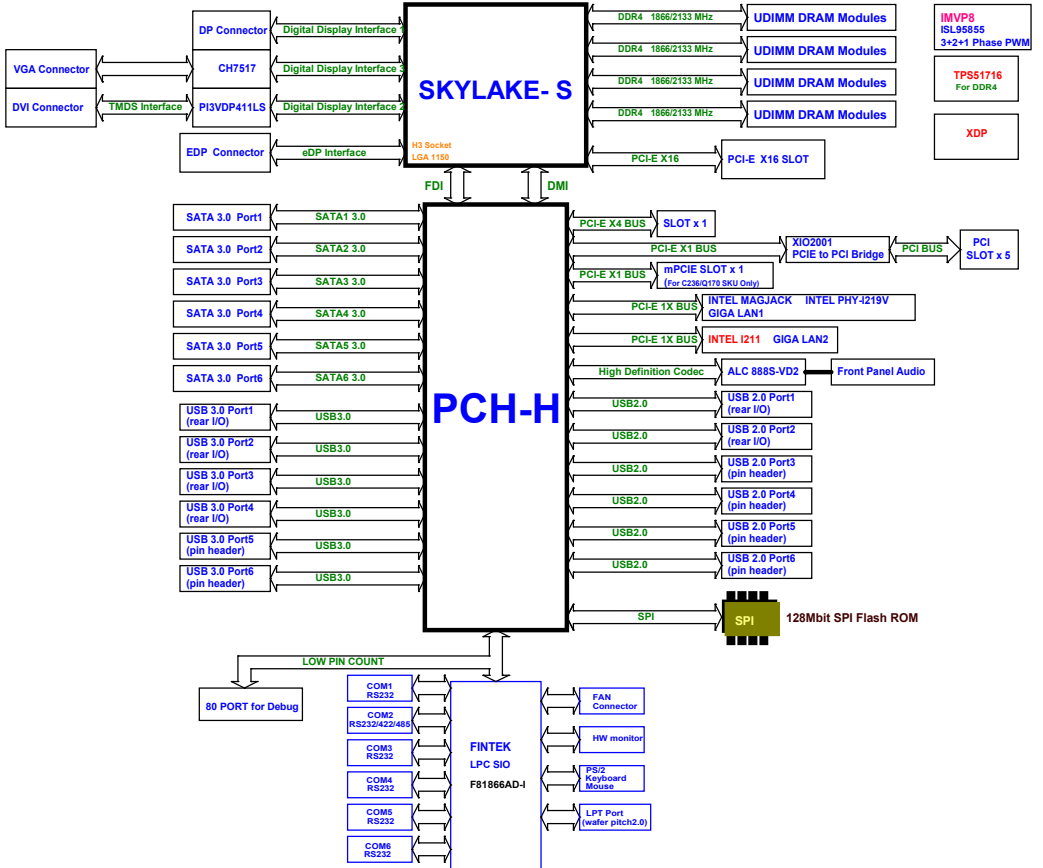 DP Connector
Digital Display Interface 1
VGA Connector
CH7517
Digital Display Interface 3
DVI Connector
TMDS Interface
PI3VDP411LS
Digital Display Interface 2
EDP Connector
eDP Interface
SKYLAKE- S
H3 Socket
LGA 1150
DDR4 1866/2133 MHz
UDIMM DRAM Modules
DDR4 1866/2133 MHz
UDIMM DRAM Modules
DDR4 1866/2133 MHz
UDIMM DRAM Modules
DDR4 1866/2133 MHz
UDIMM DRAM Modules
PCI-E X16
PCI-E X16 SLOT
IMVP8
ISL95855
3+2+1 Phase PWM
TPS51716
For DDR4
XDP
FDI
DMI
PCH-H
SATA 3.0 Port1
SATA1 3.0
SATA 3.0 Port2
SATA2 3.0
SATA 3.0 Port3
SATA3 3.0
SATA 3.0 Port4
SATA4 3.0
SATA 3.0 Port5
SATA5 3.0
SATA 3.0 Port6
SATA6 3.0
USB 3.0 Port1
(rear I/O)
USB3.0
USB 3.0 Port2
(rear I/O)
USB3.0
USB 3.0 Port3
(rear I/O)
USB3.0
USB 3.0 Port4
(rear I/O)
USB3.0
USB 3.0 Port5
(pin header)
USB3.0
USB 3.0 Port6
(pin header)
USB3.0
PCI-E X4 BUS
SLOT x 1
PCI-E X1 BUS
XIO2001
PCIE to PCI Bridge
PCI BUS
PCI
SLOT x 5
PCI-E X1 BUS
mPCIE SLOT x 1
(For C236/Q170 SKU Only)
PCI-E 1X BUS
INTEL MAGJACK INTEL PHY-I219V
GIGA LAN1
PCI-E 1X BUS
INTEL I211 GIGA LAN2
High Definition Codec
ALC 888S-VD2
Front Panel Audio
USB2.0
USB 2.0 Port1
(rear I/O)
USB2.0
USB 2.0 Port2
(rear I/O)
USB2.0
USB 2.0 Port3
(pin header)
USB2.0
USB 2.0 Port4
(pin header)
USB2.0
USB 2.0 Port5
(pin header)
USB2.0
USB 2.0 Port6
(pin header)
SPI
SPI
128Mbit SPI Flash ROM
LOW PIN COUNT
80 PORT for Debug
COM1
RS232
COM2
RS232/422/485
COM3
RS232
COM4
RS232
COM5
RS232
COM6
RS232
FINTEK
LPC SIO
F81866AD-I
FAN
Connector
HW monitor
PS/2
Keyboard
Mouse
LPT Port
(wafer pitch2.0)